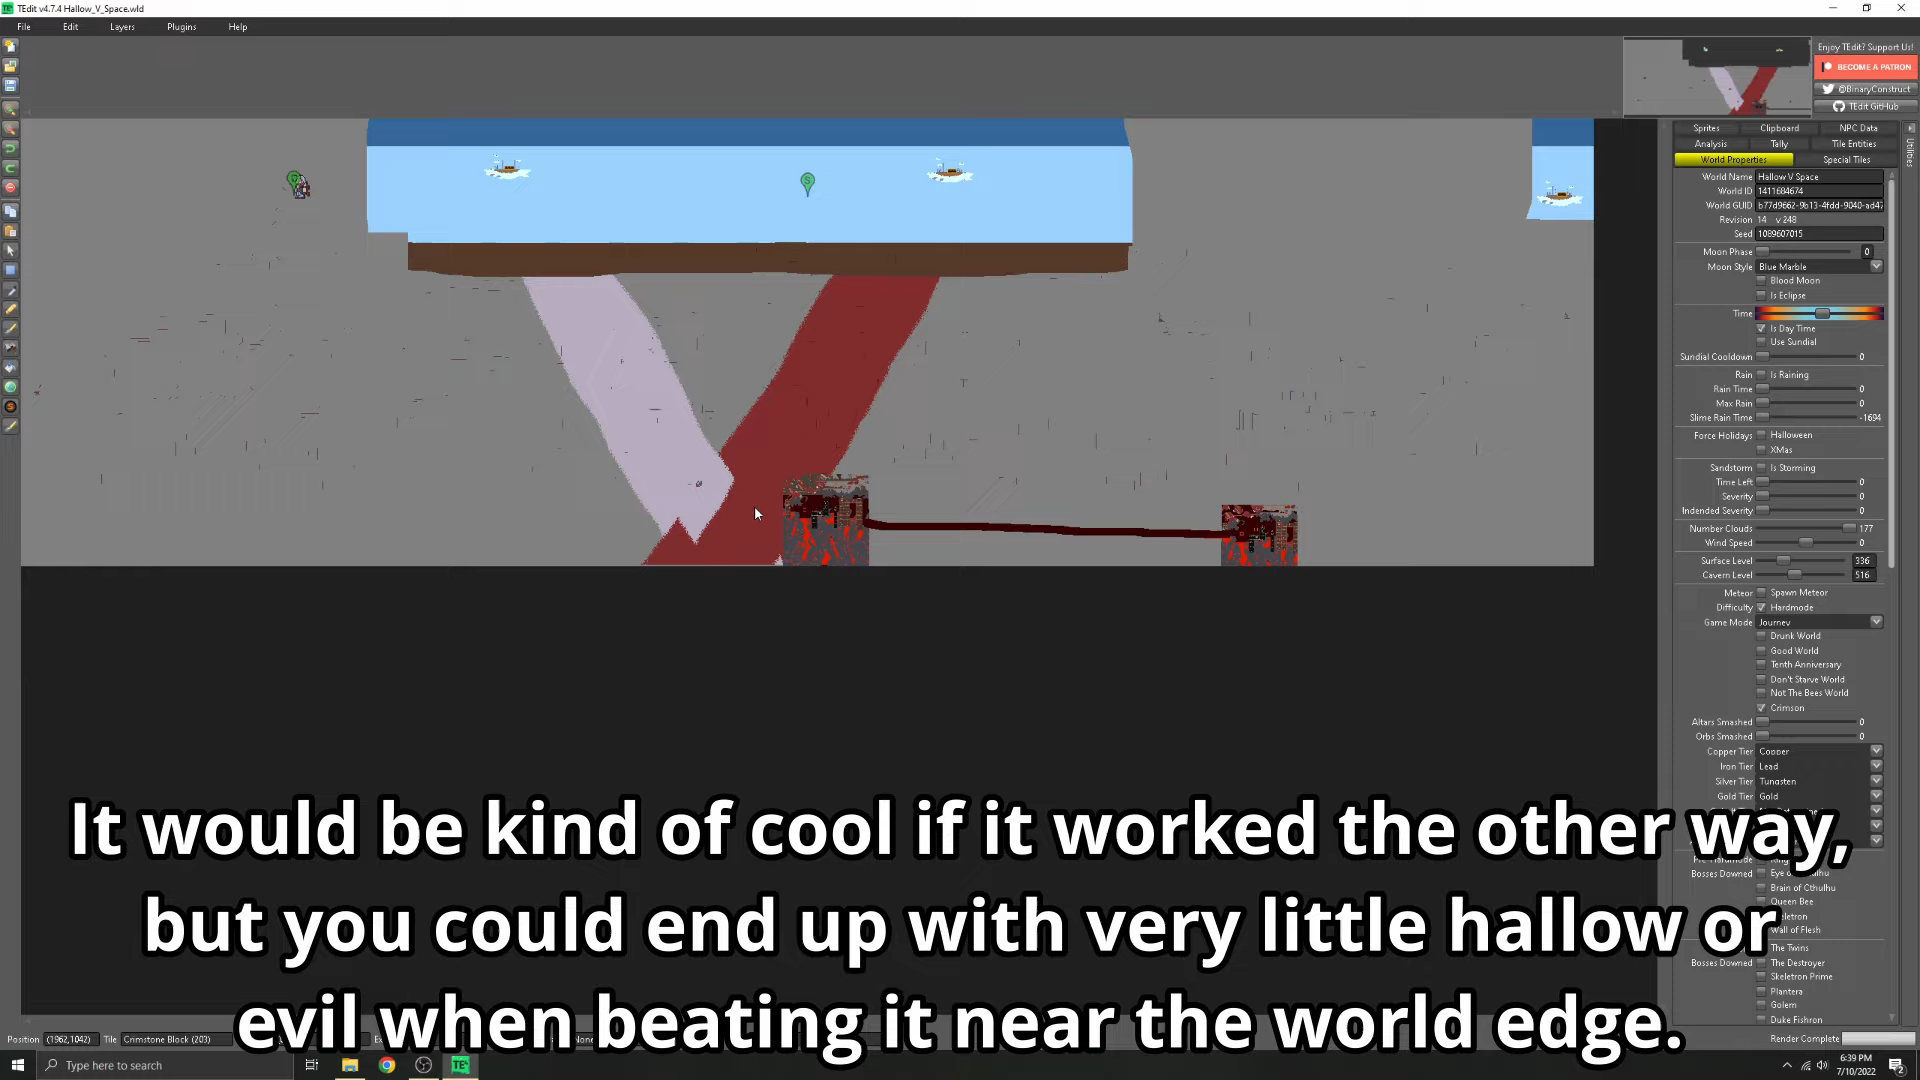 TEdit v4.7.4 Hallow_V_Space.wld
File Edit Layers Plugins Help
Enjoy TEdit? Support Us!
BECOME A PATRON
@BinaryConstruct
TEdit GitHub
Utilities
Sprites Clipboard NPC Data
Analysis Tally Tile Entities
World Properties Special Tiles
World Name Hallow V Space
World ID 1411684674
World GUID b77d9662-9b13-4fdd-9040-ad4
Revision 14 v 248
Seed 1089607015
Moon Phase 0
Moon Style Blue Marble
Blood Moon
Is Eclipse
Time
Is Day Time
Use Sundial
Sundial Cooldown 0
Rain Is Raining
Rain Time 0
Max Rain 0
Slime Rain Time -1694
Force Holidays Halloween
XMas
Sandstorm Is Storming
Time Left 0
Severity 0
Indended Severity 0
Number Clouds 177
Wind Speed 0
Surface Level 336
Cavern Level 516
Meteor Spawn Meteor
Difficulty Hardmode
Game Mode Journey
Drunk World
Good World
Tenth Anniversary
Don't Starve World
Not The Bees World
Crimson
Altars Smashed 0
Orbs Smashed 0
Copper Tier Copper
Iron Tier Lead
Silver Tier Tungsten
Gold Tier Gold
Bosses Downed
Brain of Cthulhu
Queen Bee
Wall of Flesh
The Twins
Bosses Downed The Destroyer
Skeletron Prime
Plantera
Golem
Duke Fishron
It would be kind of cool if it worked the other way,
but you could end up with very little hallow or
evil when beating it near the world edge.
Position (1962,1042) Tile Crimstone Block (203)
Render Complete
Type here to search
6:39 PM
7/10/2022